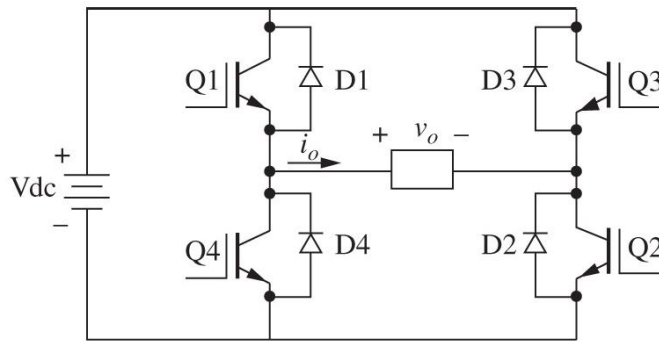 Q1 D1 D3 Q3
+ v_o −
i_o
+
Vdc
−
Q4 D4 D2 Q2